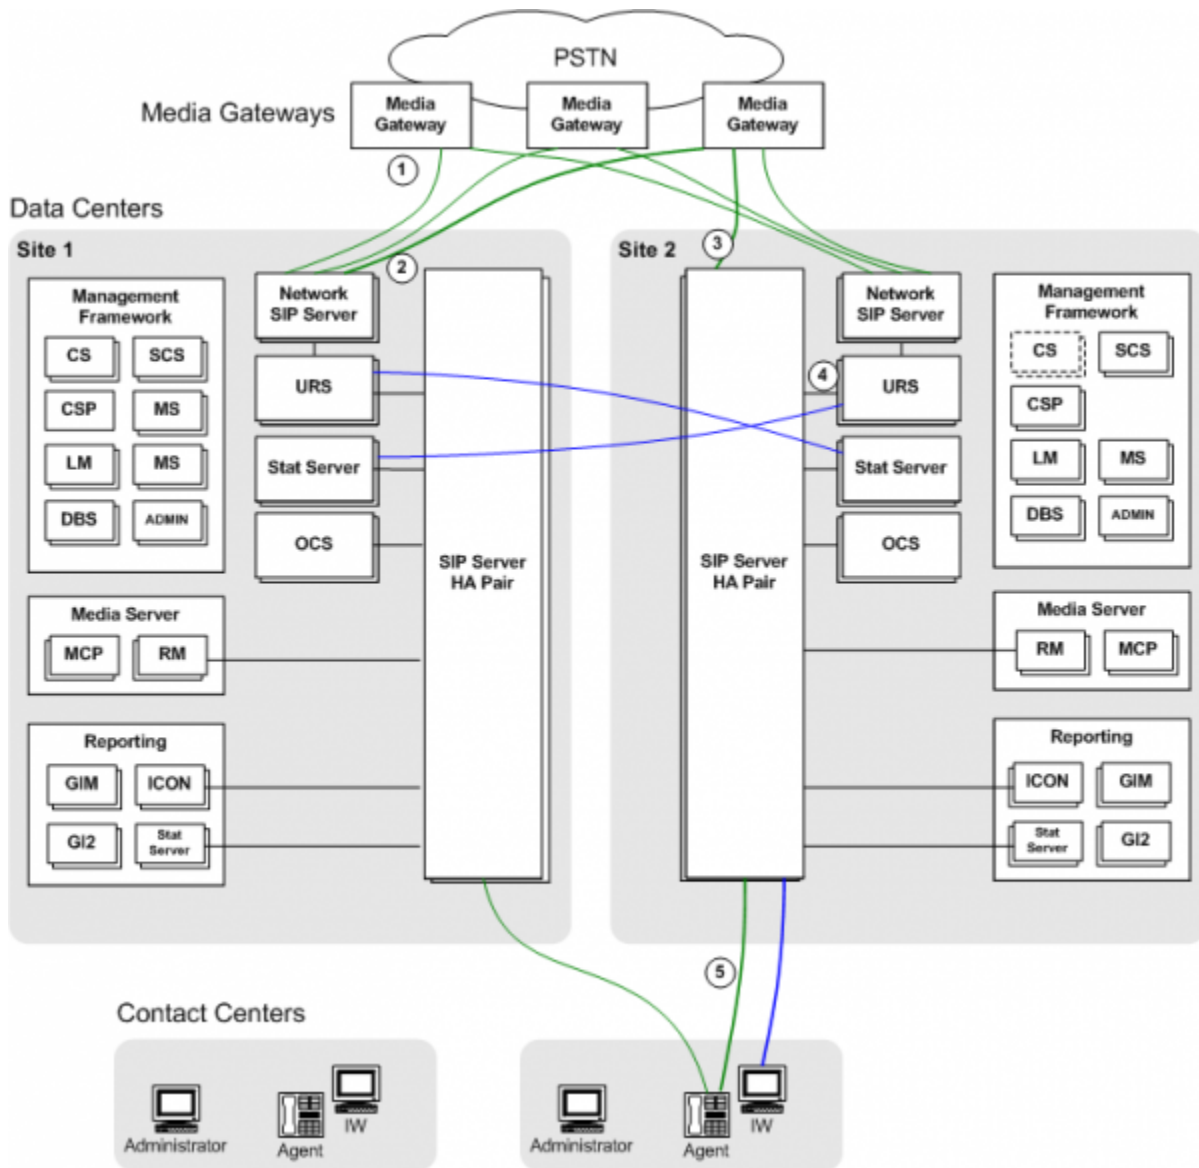 PSTN
Media Gateways
Media
Gateway
Media
Gateway
Media
Gateway
1
Data Centers
Site 1
2
Network
SIP Server
Management
Framework
CS
SCS
CSP
MS
LM
MS
DBS
ADMIN
URS
Stat Server
OCS
SIP Server
HA Pair
Media Server
MCP
RM
Reporting
GIM
ICON
GI2
Stat
Server
Site 2
3
Network
SIP Server
4
URS
Stat Server
OCS
SIP Server
HA Pair
Management
Framework
CS
SCS
CSP
LM
MS
DBS
ADMIN
Media Server
RM
MCP
Reporting
ICON
GIM
Stat
Server
GI2
5
Contact Centers
Administrator
Agent
IW
Administrator
Agent
IW